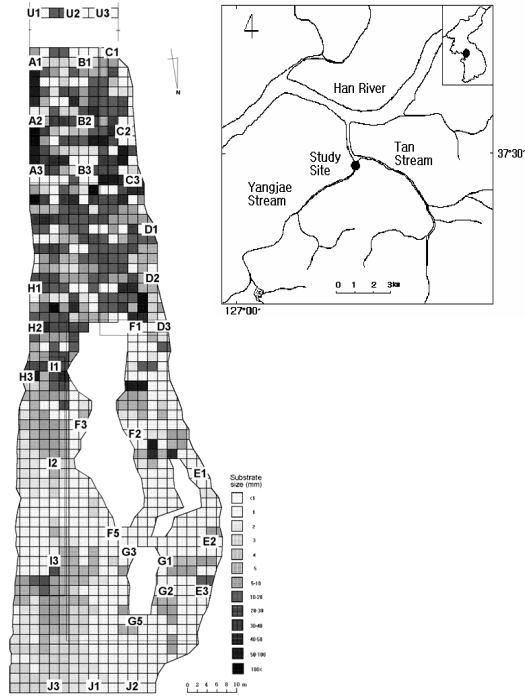 U1 U2 U3
C1
A1 B1
N
A2 B2
C2
A3 B3
C3
D1
D2
H1
H2 F1 D3
I1
H3
F3
F2
I2 E1
F5 E2
G3
I3 G1
G2 E3
G5
J3 J1 J2
0 2 4 6 8 10 m
Substrate
size (mm)
<1
1
2
3
4
5
5-10
10-20
20-30
30-40
40-50
50-100
100<
Han River
Tan
Stream
Study
Site
Yangjae
Stream
0 1 2 3km
37°30'
127°00'